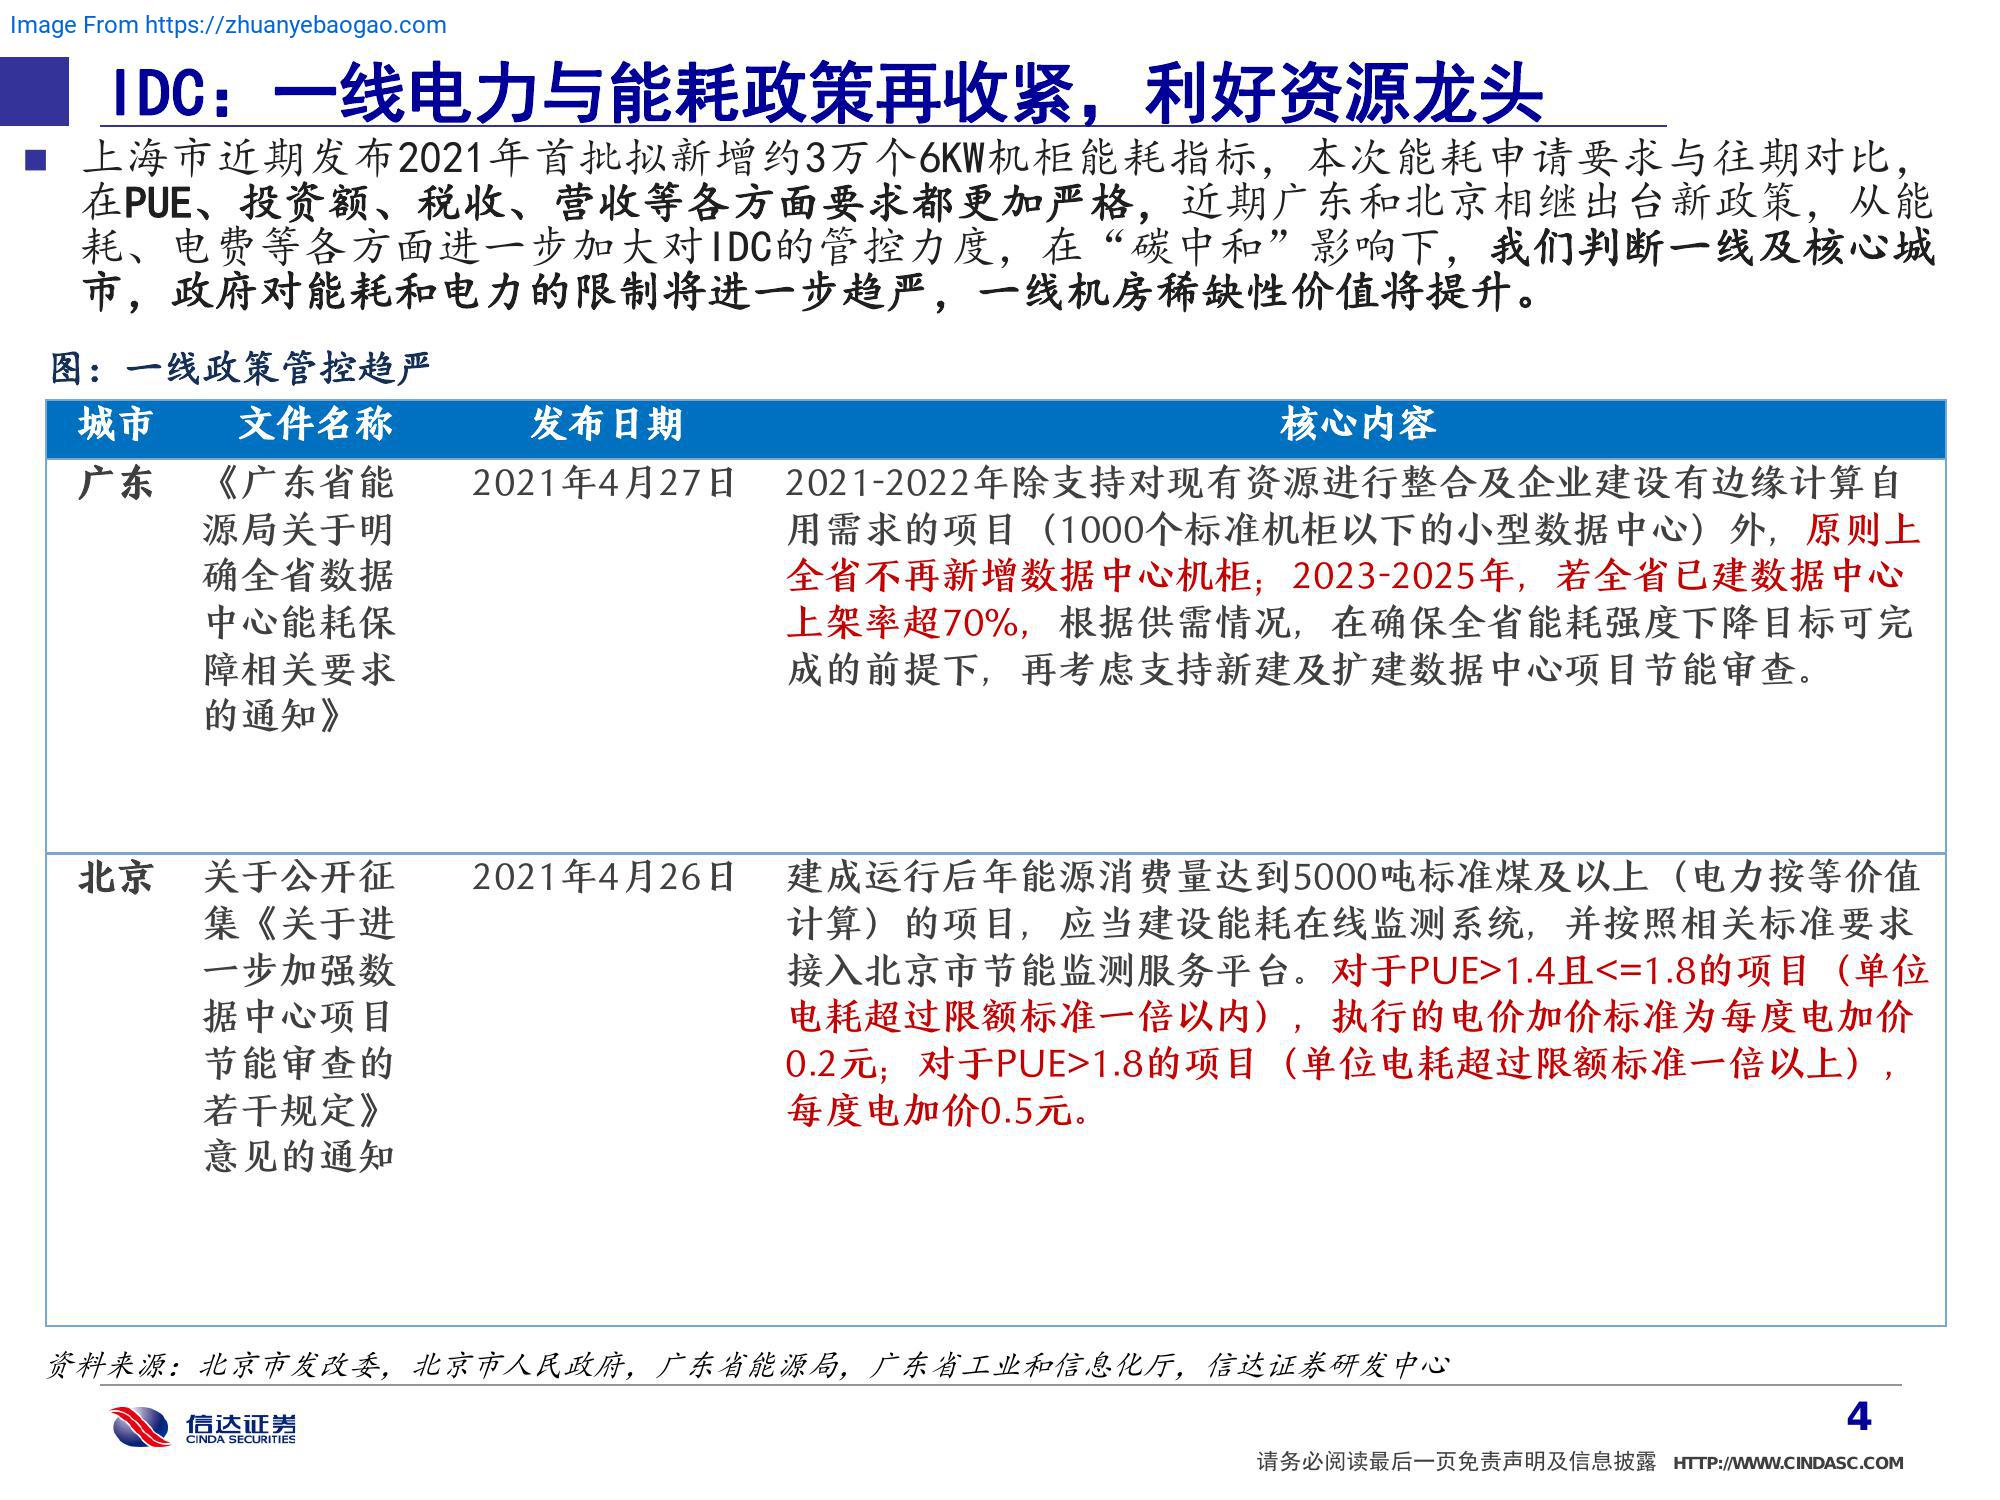 Image From https://zhuanyebaogao.com
IDC：一线电力与能耗政策再收紧，利好资源龙头
上海市近期发布2021年首批拟新增约3万个6KW机柜能耗指标，本次能耗申请要求与往期对比，
在PUE、投资额、税收、营收等各方面要求都更加严格，近期广东和北京相继出台新政策，从能
耗、电费等各方面进一步加大对IDC的管控力度，在“碳中和”影响下，我们判断一线及核心城
市，政府对能耗和电力的限制将进一步趋严，一线机房稀缺性价值将提升。
图：一线政策管控趋严
城市 文件名称 发布日期 核心内容
广东
《广东省能
源局关于明
确全省数据
中心能耗保
障相关要求
的通知》
2021年4月27日
2021-2022年除支持对现有资源进行整合及企业建设有边缘计算自
用需求的项目（1000个标准机柜以下的小型数据中心）外，原则上
全省不再新增数据中心机柜；2023-2025年，若全省已建数据中心
上架率超70%，根据供需情况，在确保全省能耗强度下降目标可完
成的前提下，再考虑支持新建及扩建数据中心项目节能审查。
北京
关于公开征
集《关于进
一步加强数
据中心项目
节能审查的
若干规定》
意见的通知
2021年4月26日
建成运行后年能源消费量达到5000吨标准煤及以上（电力按等价值
计算）的项目，应当建设能耗在线监测系统，并按照相关标准要求
接入北京市节能监测服务平台。对于PUE>1.4且<=1.8的项目（单位
电耗超过限额标准一倍以内），执行的电价加价标准为每度电加价
0.2元；对于PUE>1.8的项目（单位电耗超过限额标准一倍以上），
每度电加价0.5元。
资料来源：北京市发改委，北京市人民政府，广东省能源局，广东省工业和信息化厅，信达证券研发中心
信达证券
CINDA SECURITIES
4
请务必阅读最后一页免责声明及信息披露 HTTP://WWW.CINDASC.COM